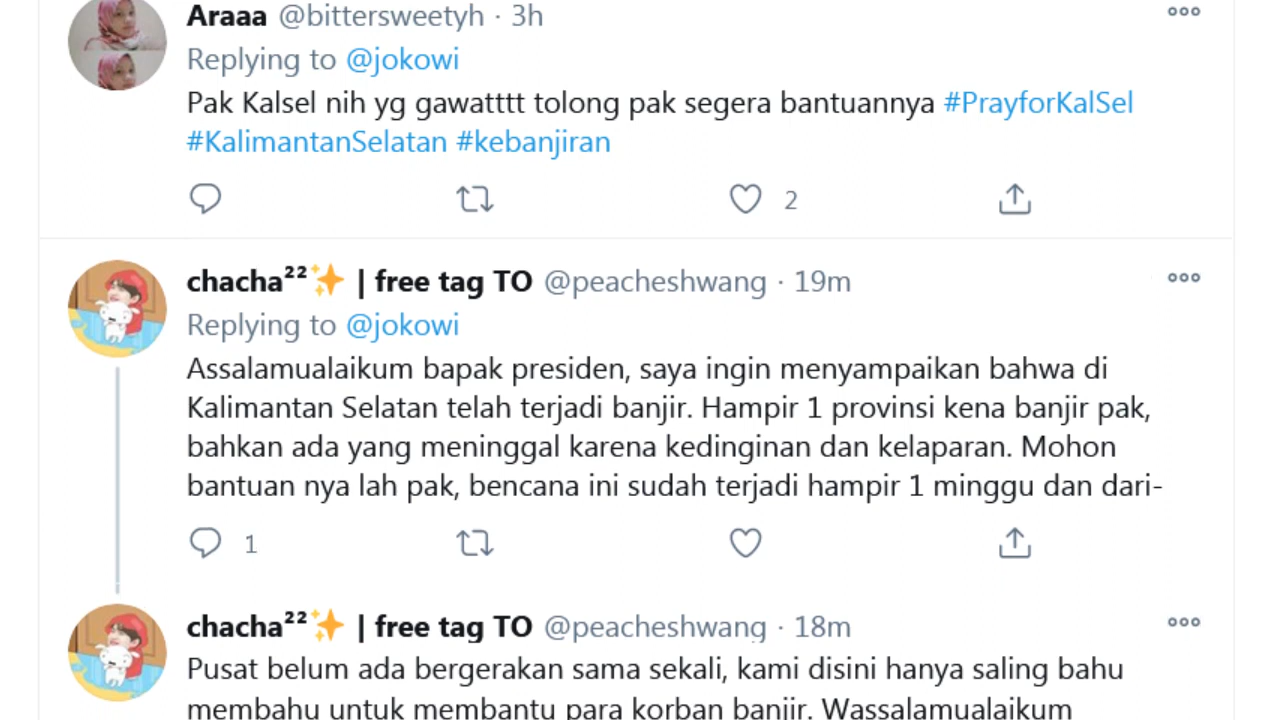 Araaa @bittersweetyh · 3h
Replying to @jokowi
Pak Kalsel nih yg gawatttt tolong pak segera bantuannya #PrayforKalSel
#KalimantanSelatan #kebanjiran
2
chacha²²✨ | free tag TO @peacheshwang · 19m
Replying to @jokowi
Assalamualaikum bapak presiden, saya ingin menyampaikan bahwa di
Kalimantan Selatan telah terjadi banjir. Hampir 1 provinsi kena banjir pak,
bahkan ada yang meninggal karena kedinginan dan kelaparan. Mohon
bantuan nya lah pak, bencana ini sudah terjadi hampir 1 minggu dan dari-
1
chacha²²✨ | free tag TO @peacheshwang · 18m
Pusat belum ada bergerakan sama sekali, kami disini hanya saling bahu
membahu untuk membantu para korban banjir. Wassalamualaikum